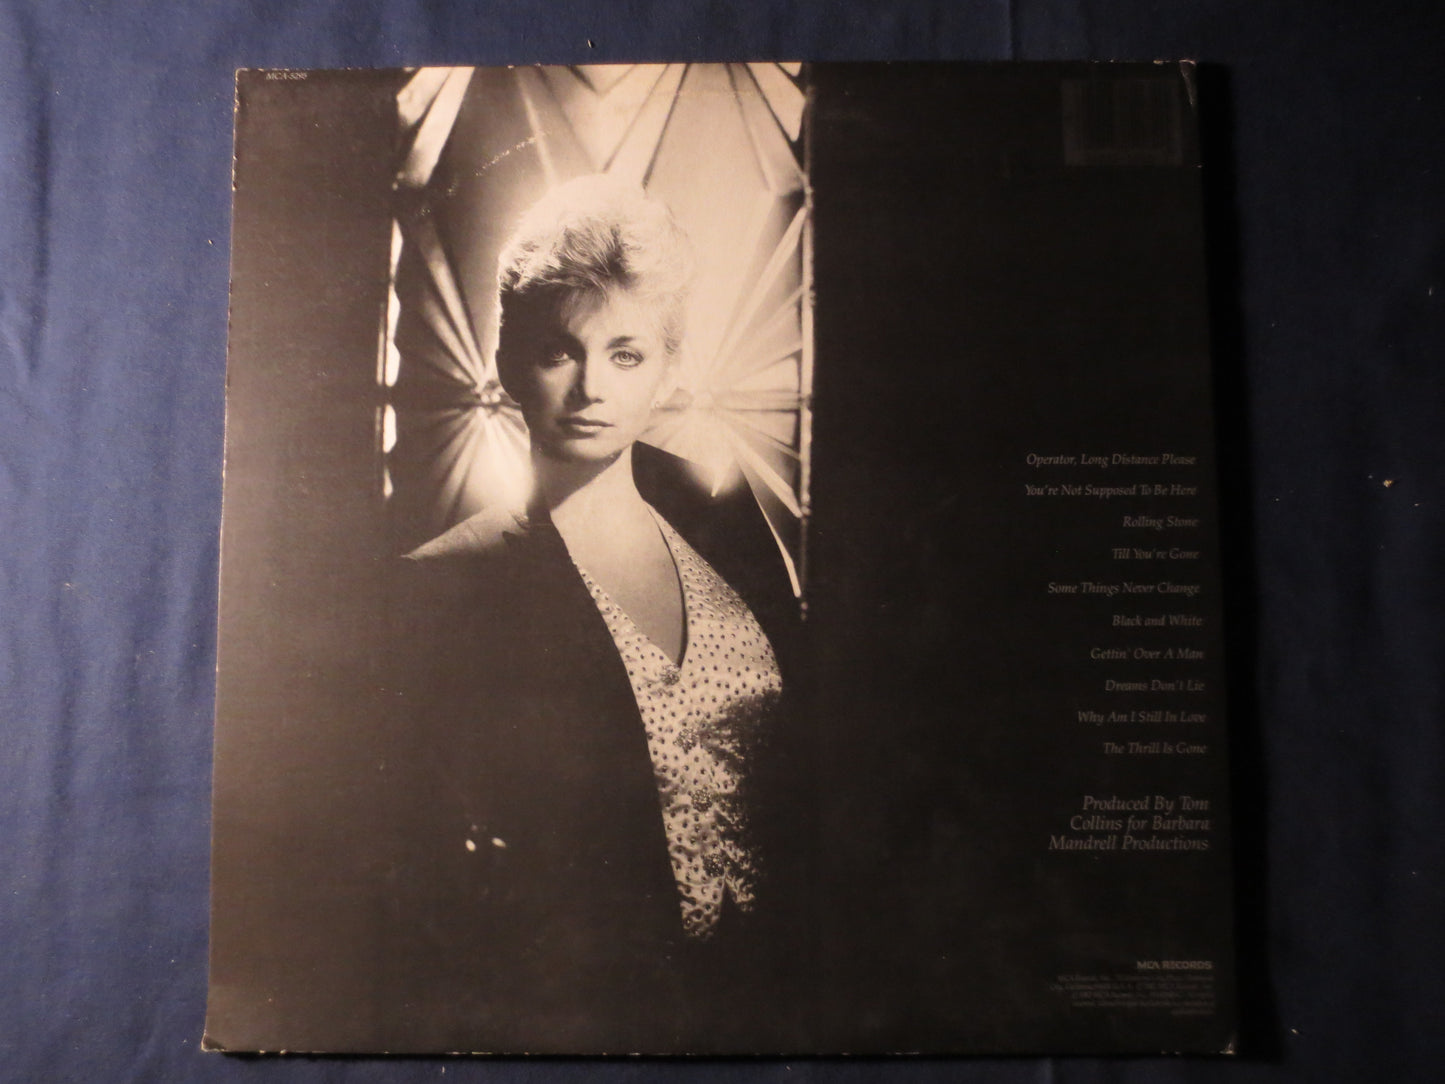 MCA-5295
Operator, Long Distance Please
You're Not Supposed To Be Here
Rolling Stone
Till You're Gone
Some Things Never Change
Black and White
Gettin' Over A Man
Dreams Don't Lie
Why Am I Still In Love
The Thrill Is Gone
Produced By Tom
Collins for Barbara
Mandrell Productions
MCA RECORDS